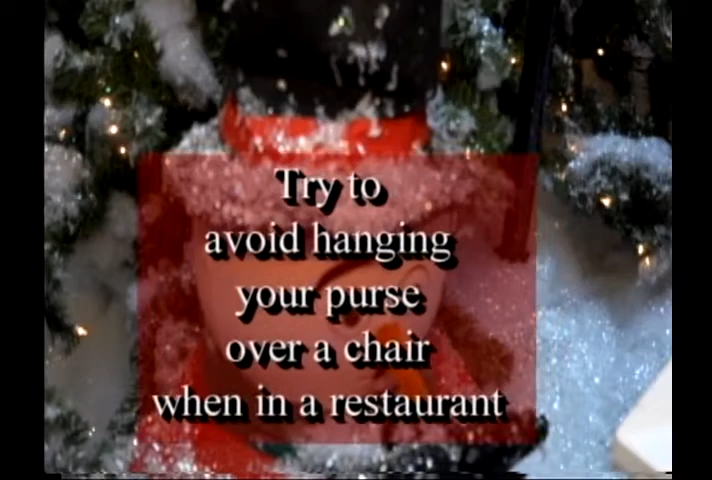 Try to
avoid hanging
your purse
over a chair
when in a restaurant